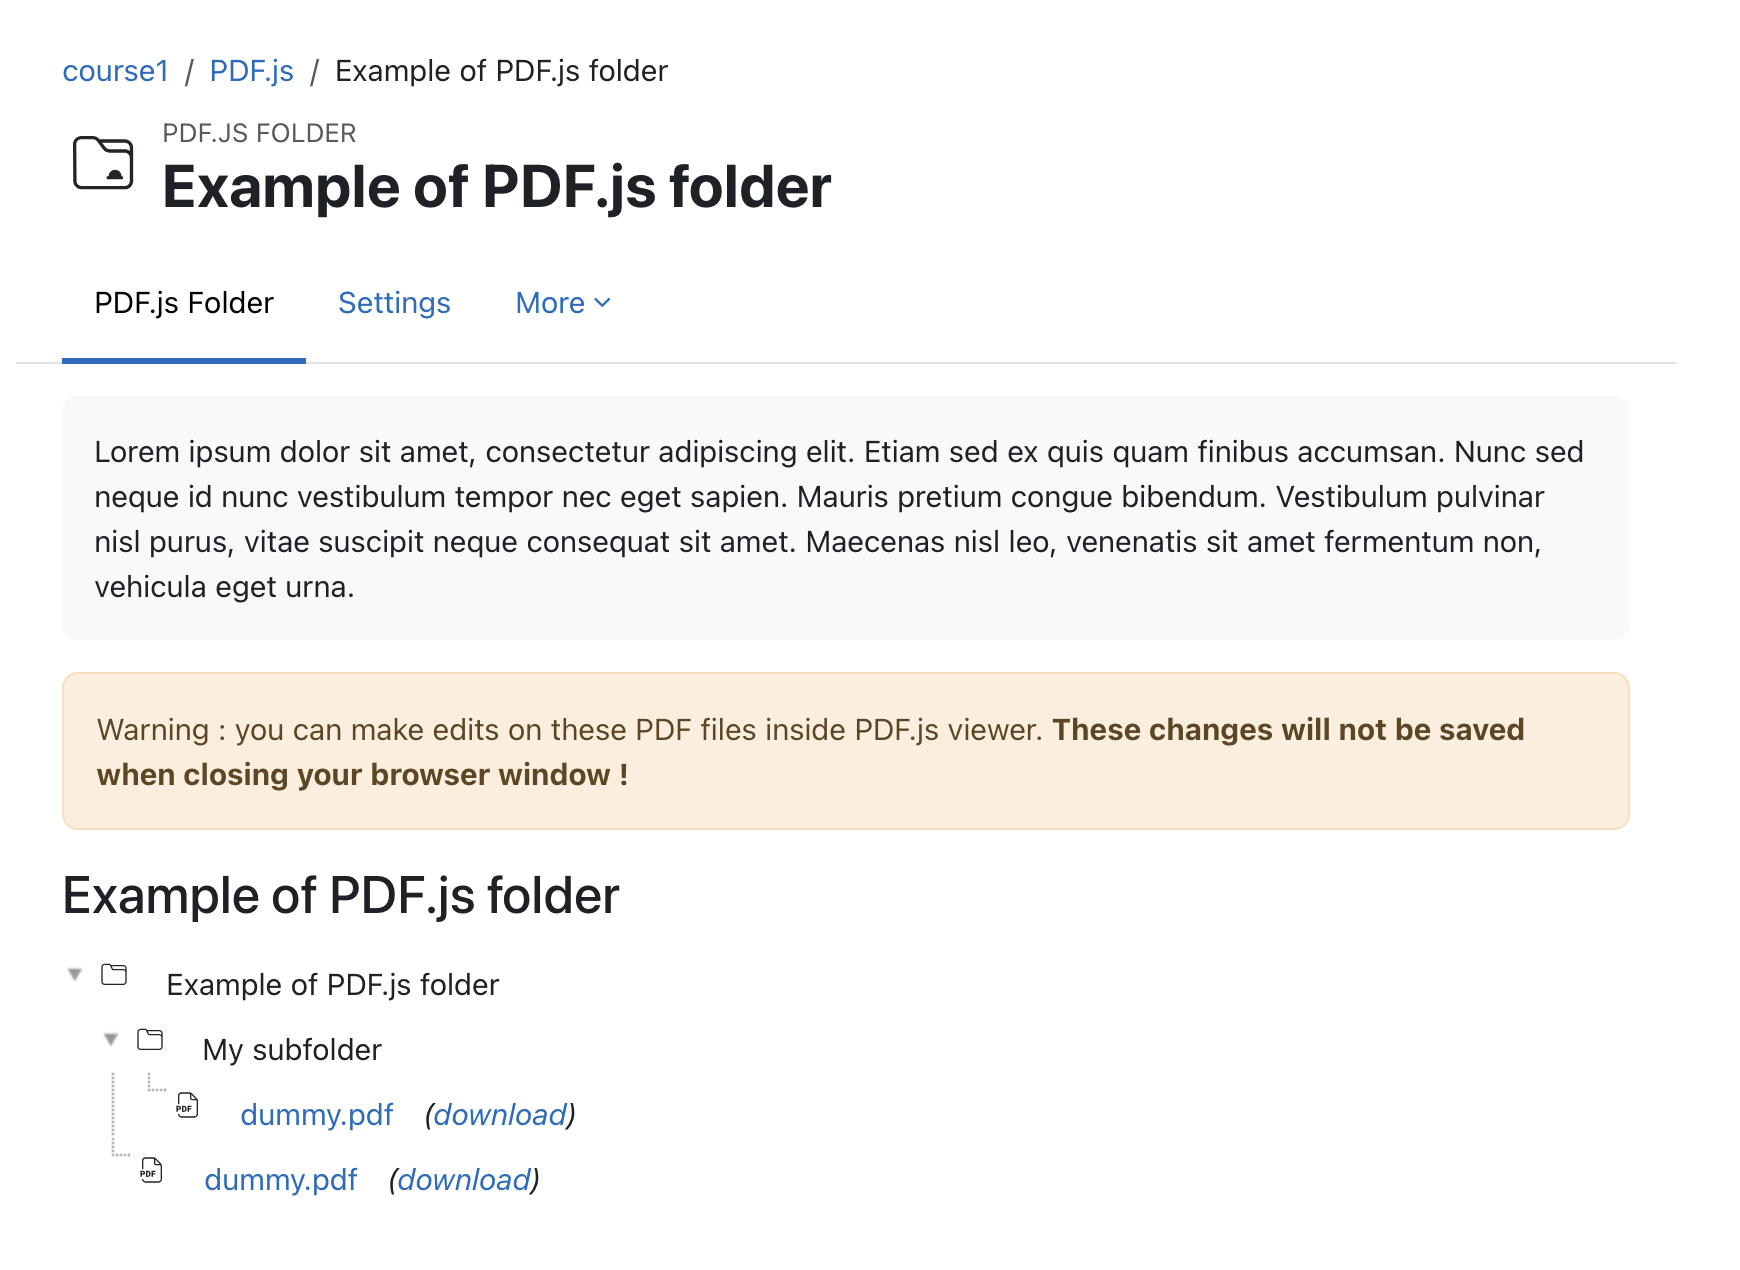 course1 / PDF.js / Example of PDF.js folder
PDF.JS FOLDER
Example of PDF.js folder
PDF.js Folder Settings More
Lorem ipsum dolor sit amet, consectetur adipiscing elit. Etiam sed ex quis quam finibus accumsan. Nunc sed
neque id nunc vestibulum tempor nec eget sapien. Mauris pretium congue bibendum. Vestibulum pulvinar
nisl purus, vitae suscipit neque consequat sit amet. Maecenas nisl leo, venenatis sit amet fermentum non,
vehicula eget urna.
Warning : you can make edits on these PDF files inside PDF.js viewer. These changes will not be saved
when closing your browser window !
Example of PDF.js folder
Example of PDF.js folder
My subfolder
PDF dummy.pdf (download)
PDF dummy.pdf (download)